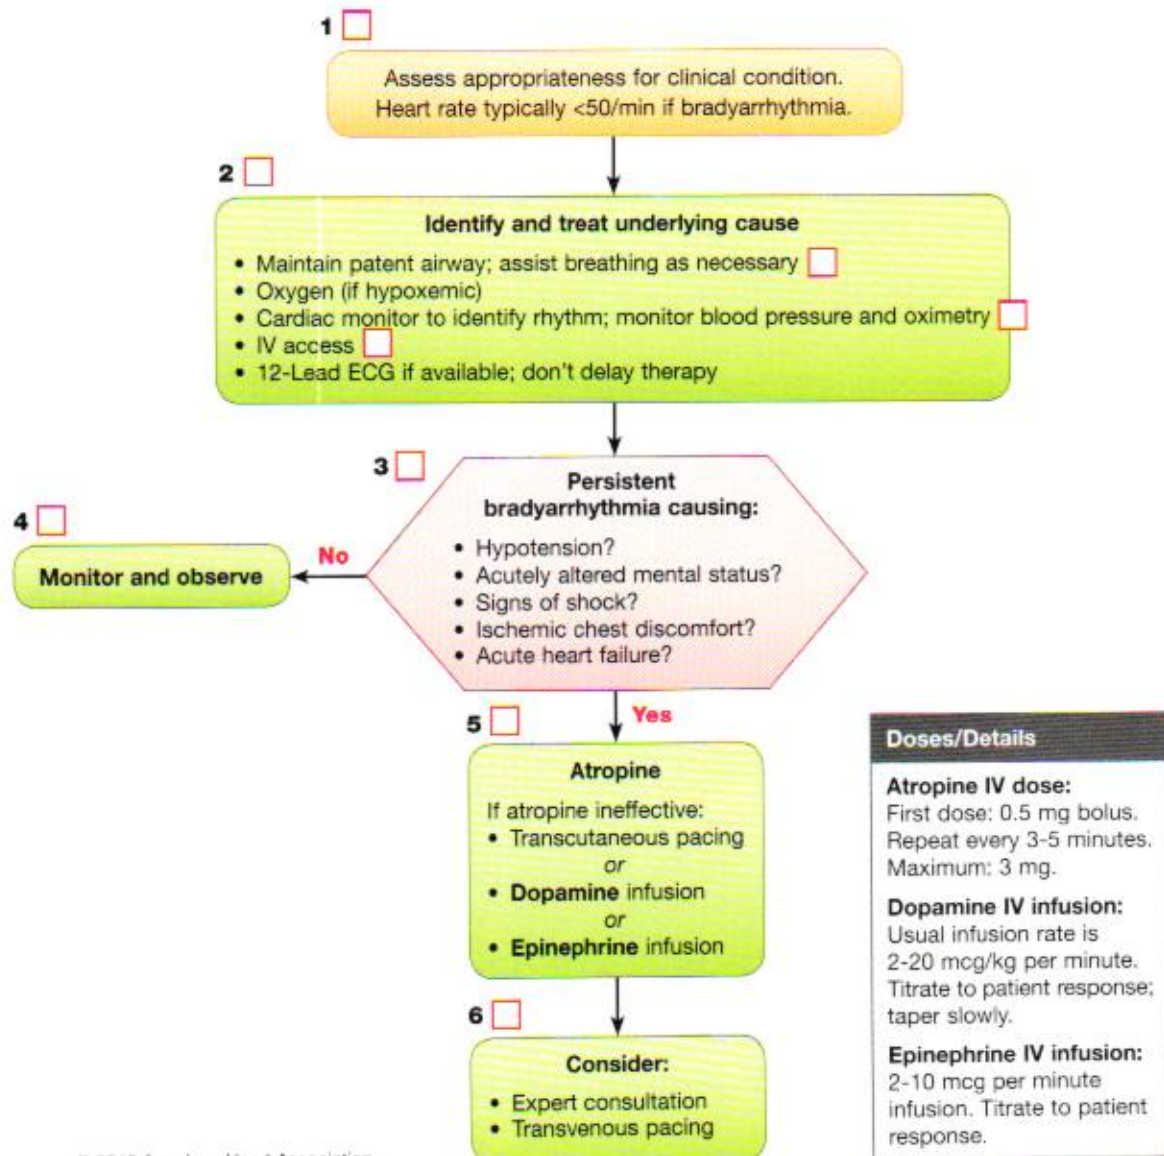 1
Assess appropriateness for clinical condition.
Heart rate typically <50/min if bradyarrhythmia.
2
Identify and treat underlying cause
• Maintain patent airway; assist breathing as necessary
• Oxygen (if hypoxemic)
• Cardiac monitor to identify rhythm; monitor blood pressure and oximetry
• IV access
• 12-Lead ECG if available; don't delay therapy
3
Persistent
bradyarrhythmia causing:
• Hypotension?
• Acutely altered mental status?
• Signs of shock?
• Ischemic chest discomfort?
• Acute heart failure?
4
No
Monitor and observe
Yes
5
Atropine
If atropine ineffective:
• Transcutaneous pacing
or
• Dopamine infusion
or
• Epinephrine infusion
6
Consider:
• Expert consultation
• Transvenous pacing
Doses/Details
Atropine IV dose:
First dose: 0.5 mg bolus.
Repeat every 3-5 minutes.
Maximum: 3 mg.
Dopamine IV infusion:
Usual infusion rate is
2-20 mcg/kg per minute.
Titrate to patient response;
taper slowly.
Epinephrine IV infusion:
2-10 mcg per minute
infusion. Titrate to patient
response.